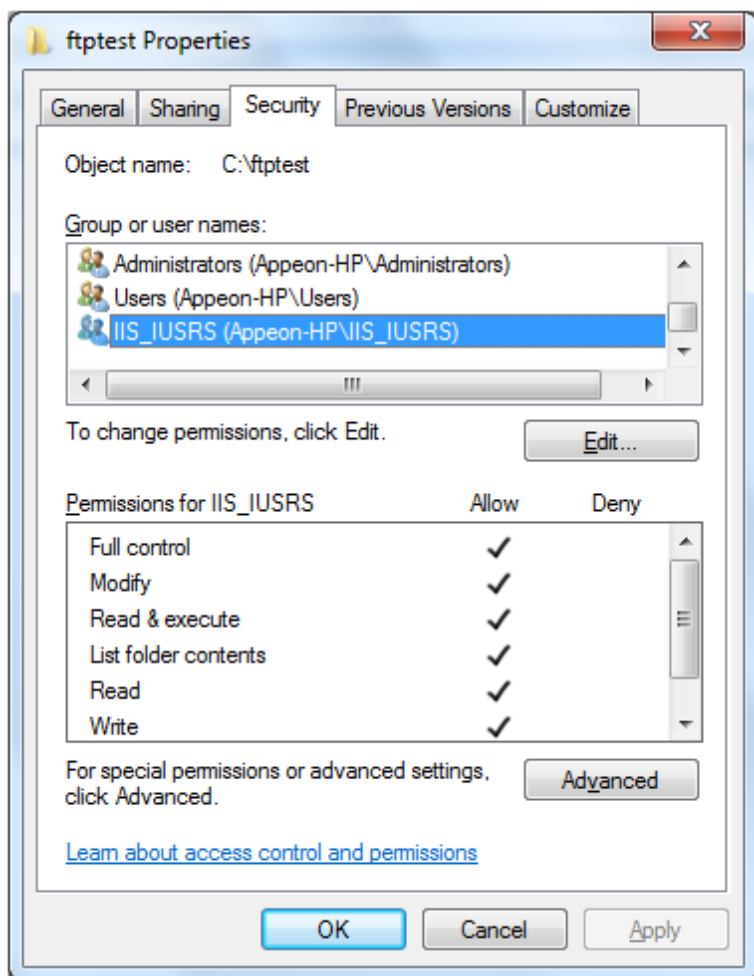 ftptest Properties
General Sharing Security Previous Versions Customize
Object name: C:\ftptest
Group or user names:
Administrators (Appeon-HP\Administrators)
Users (Appeon-HP\Users)
IIS_IUSRS (Appeon-HP\IIS_IUSRS)
To change permissions, click Edit.
Edit...
Permissions for IIS_IUSRS Allow Deny
Full control
Modify
Read & execute
List folder contents
Read
Write
For special permissions or advanced settings,
click Advanced.
Advanced
Learn about access control and permissions
OK Cancel Apply